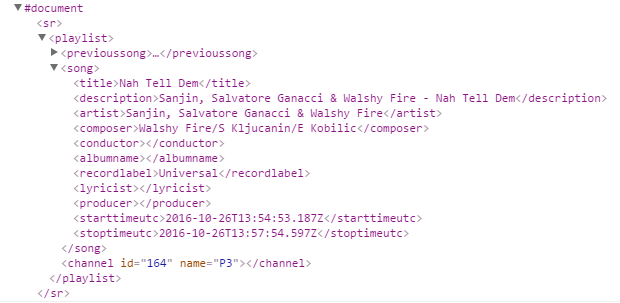 #document
<sr>
<playlist>
<previoussong>…</previoussong>
<song>
<title>Nah Tell Dem</title>
<description>Sanjin, Salvatore Ganacci & Walshy Fire - Nah Tell Dem</description>
<artist>Sanjin, Salvatore Ganacci & Walshy Fire</artist>
<composer>Walshy Fire/S Kljucanin/E Kobilic</composer>
<conductor></conductor>
<albumname></albumname>
<recordlabel>Universal</recordlabel>
<lyricist></lyricist>
<producer></producer>
<starttimeutc>2016-10-26T13:54:53.187Z</starttimeutc>
<stoptimeutc>2016-10-26T13:57:54.597Z</stoptimeutc>
</song>
<channel id="164" name="P3"></channel>
</playlist>
</sr>